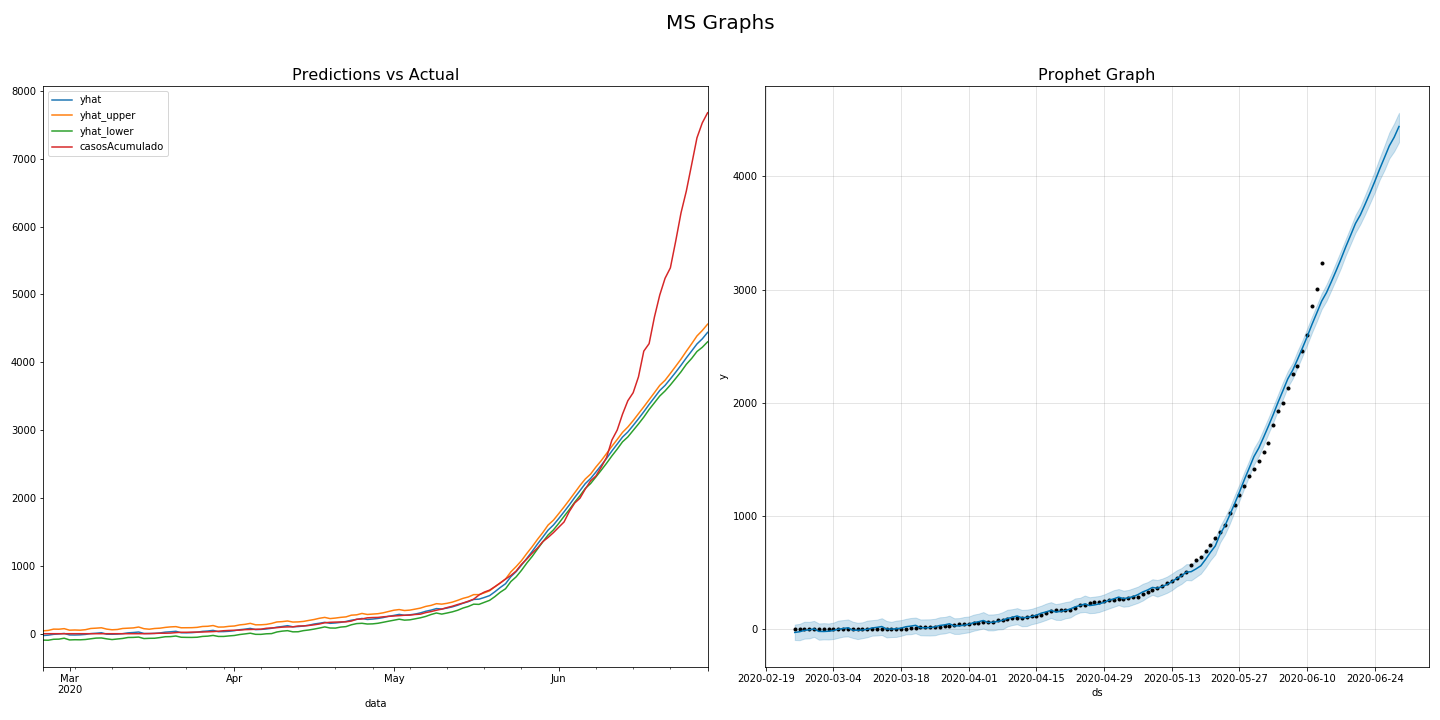 MS Graphs
Predictions vs Actual
yhat
yhat_upper
yhat_lower
casosAcumulado
8000
7000
6000
5000
4000
3000
2000
1000
0
Mar
2020
Apr
May
Jun
data
Prophet Graph
y
4000
3000
2000
1000
0
2020-02-19 2020-03-04 2020-03-18 2020-04-01 2020-04-15 2020-04-29 2020-05-13 2020-05-27 2020-06-10 2020-06-24
ds